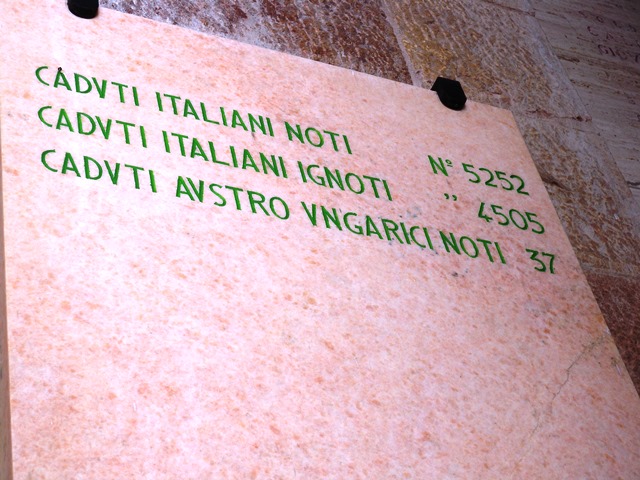 CADVTI ITALIANI NOTI N° 5252
CADVTI ITALIANI IGNOTI ,, 4505
CADVTI AVSTRO VNGARICI NOTI 37